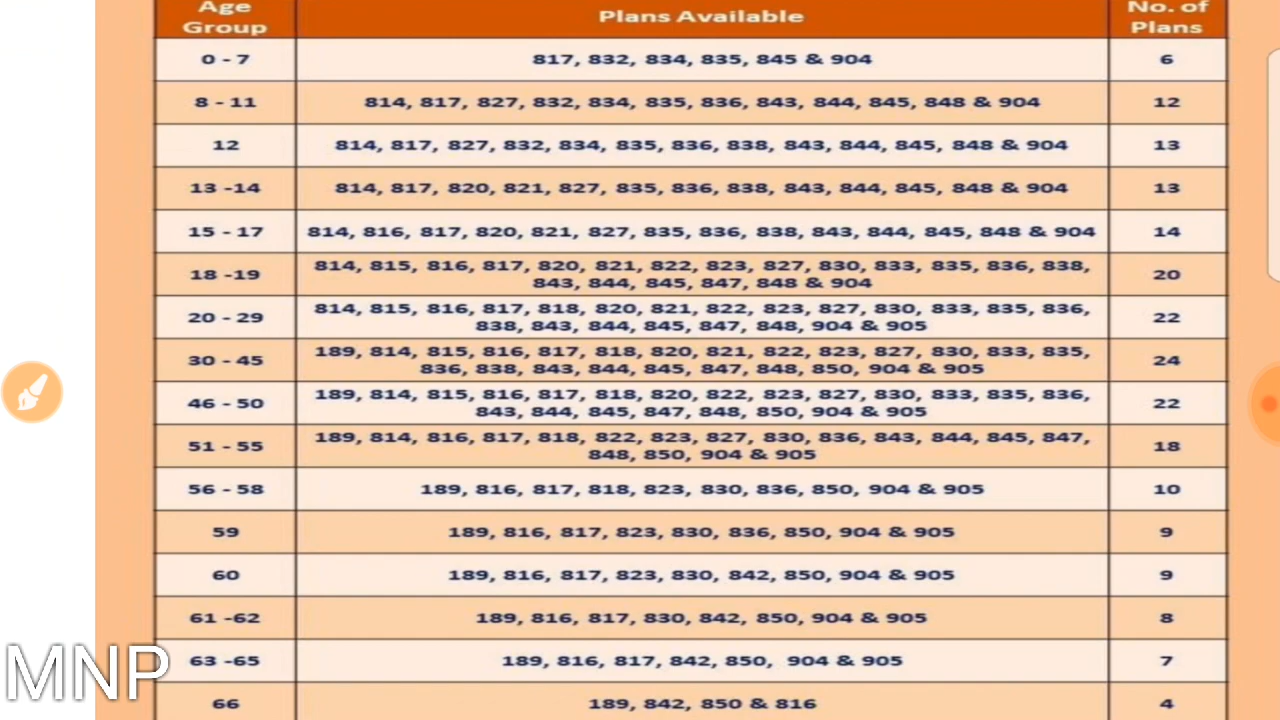 Age Group
Plans Available
No. of Plans
0 - 7
817, 832, 834, 835, 845 & 904
6
8 - 11
814, 817, 827, 832, 834, 835, 836, 843, 844, 845, 848 & 904
12
12
814, 817, 827, 832, 834, 835, 836, 838, 843, 844, 845, 848 & 904
13
13 -14
814, 817, 820, 821, 827, 835, 836, 838, 843, 844, 845, 848 & 904
13
15 - 17
814, 816, 817, 820, 821, 827, 835, 836, 838, 843, 844, 845, 848 & 904
14
18 -19
814, 815, 816, 817, 820, 821, 822, 823, 827, 830, 833, 835, 836, 838,
843, 844, 845, 847, 848 & 904
20
20 - 29
814, 815, 816, 817, 818, 820, 821, 822, 823, 827, 830, 833, 835, 836,
838, 843, 844, 845, 847, 848, 904 & 905
22
30 - 45
189, 814, 815, 816, 817, 818, 820, 821, 822, 823, 827, 830, 833, 835,
836, 838, 843, 844, 845, 847, 848, 850, 904 & 905
24
46 - 50
189, 814, 815, 816, 817, 818, 820, 822, 823, 827, 830, 833, 835, 836,
843, 844, 845, 847, 848, 850, 904 & 905
22
51 - 55
189, 814, 816, 817, 818, 822, 823, 827, 830, 836, 843, 844, 845, 847,
848, 850, 904 & 905
18
56 - 58
189, 816, 817, 818, 823, 830, 836, 850, 904 & 905
10
59
189, 816, 817, 823, 830, 836, 850, 904 & 905
9
60
189, 816, 817, 823, 830, 842, 850, 904 & 905
9
61 -62
189, 816, 817, 830, 842, 850, 904 & 905
8
63 -65
189, 816, 817, 842, 850, 904 & 905
7
66
189, 842, 850 & 816
4
MNP